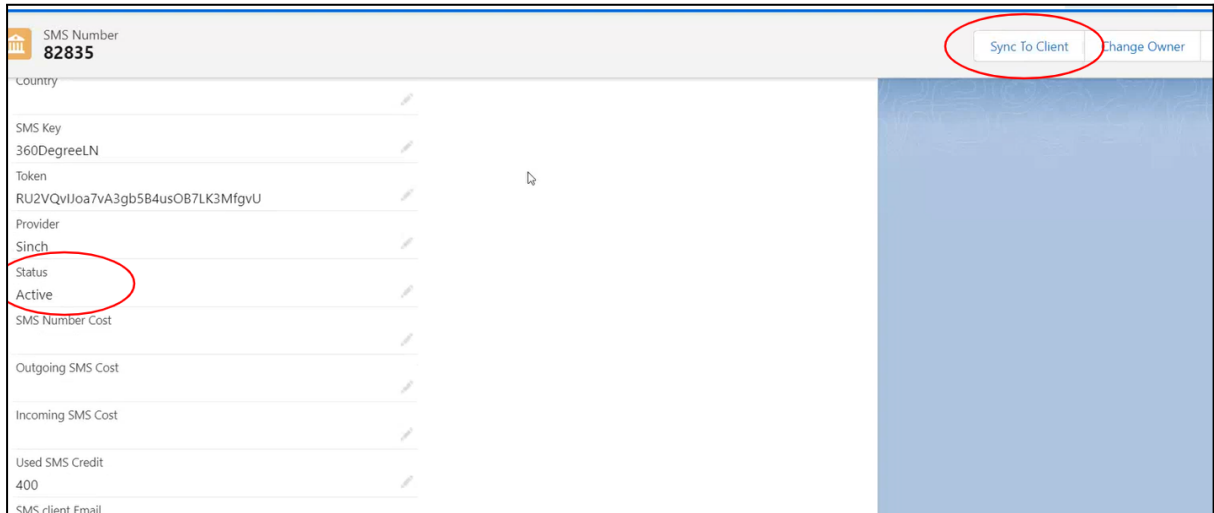 SMS Number
82835
Sync To Client
Change Owner
Country
SMS Key
360DegreeLN
Token
RU2VQvIJoa7vA3gb5B4usOB7LK3MfgvU
Provider
Sinch
Status
Active
SMS Number Cost
Outgoing SMS Cost
Incoming SMS Cost
Used SMS Credit
400
SMS client Email